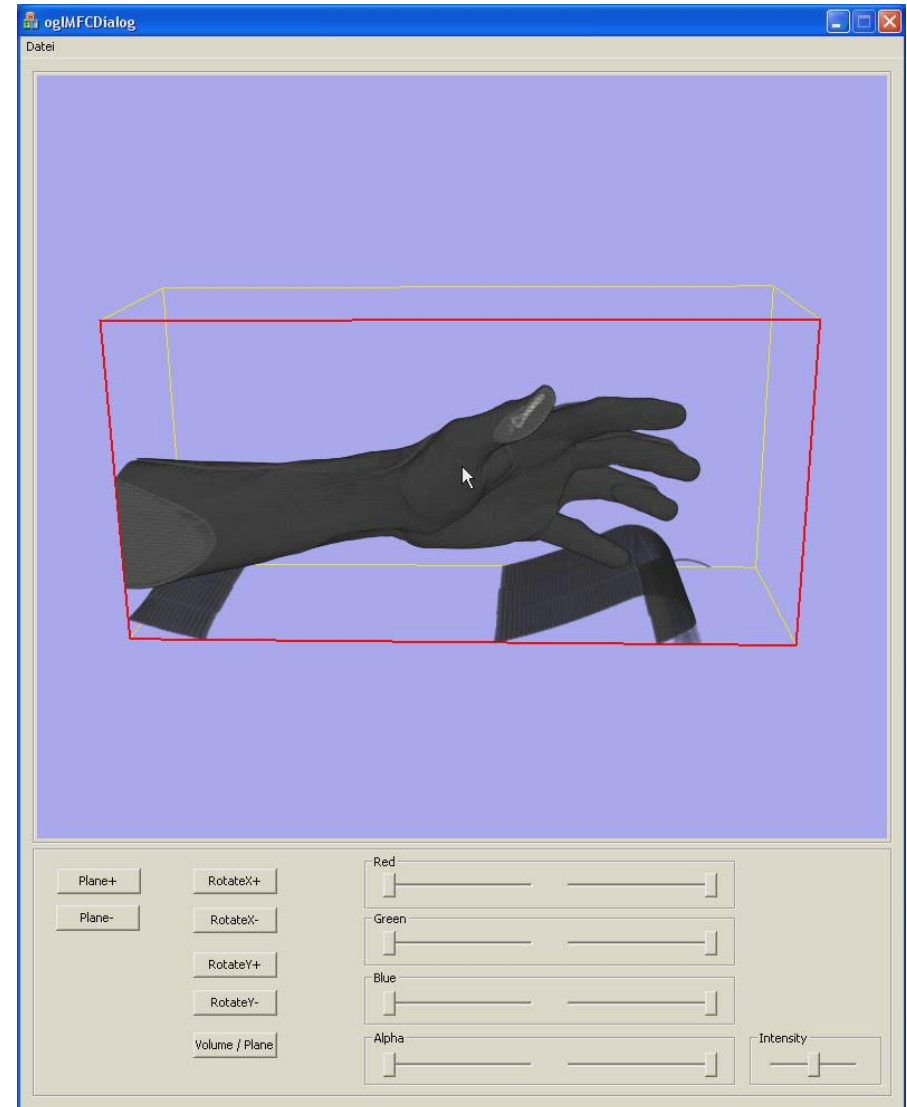 oglMFCDialog
Datei
Plane+
Plane-
RotateX+
RotateX-
RotateY+
RotateY-
Volume / Plane
Red
Green
Blue
Alpha
Intensity